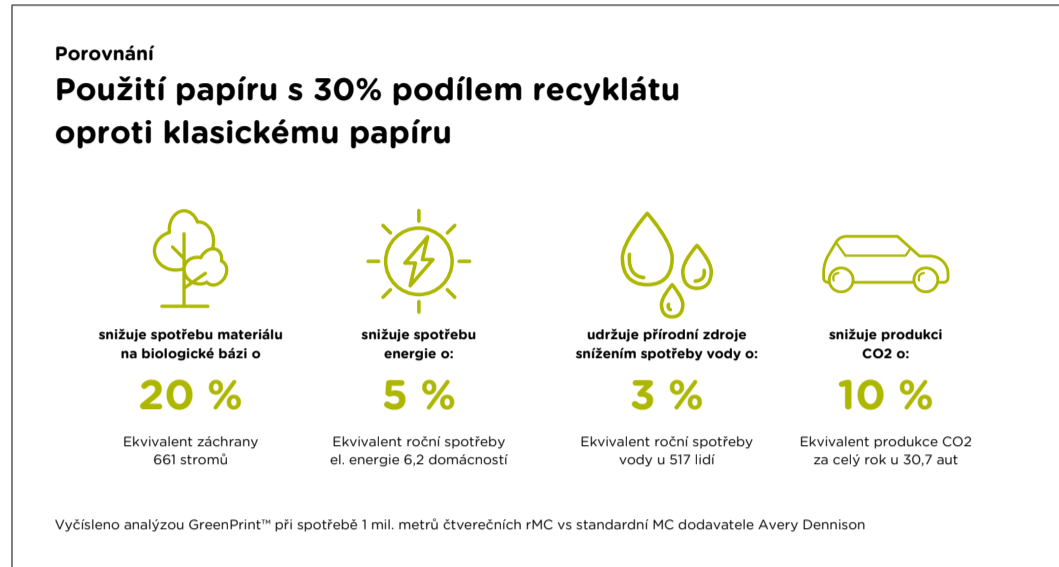 Porovnání
Použití papíru s 30% podílem recyklátu
oproti klasickému papíru
snižuje spotřebu materiálu
na biologické bázi o
20 %
Ekvivalent záchrany
661 stromů
snižuje spotřebu
energie o:
5 %
Ekvivalent roční spotřeby
el. energie 6,2 domácností
udržuje přírodní zdroje
snížením spotřeby vody o:
3 %
Ekvivalent roční spotřeby
vody u 517 lidí
snižuje produkci
CO2 o:
10 %
Ekvivalent produkce CO2
za celý rok u 30,7 aut
Vyčísleno analýzou GreenPrint™ při spotřebě 1 mil. metrů čtverečních rMC vs standardní MC dodavatele Avery Dennison